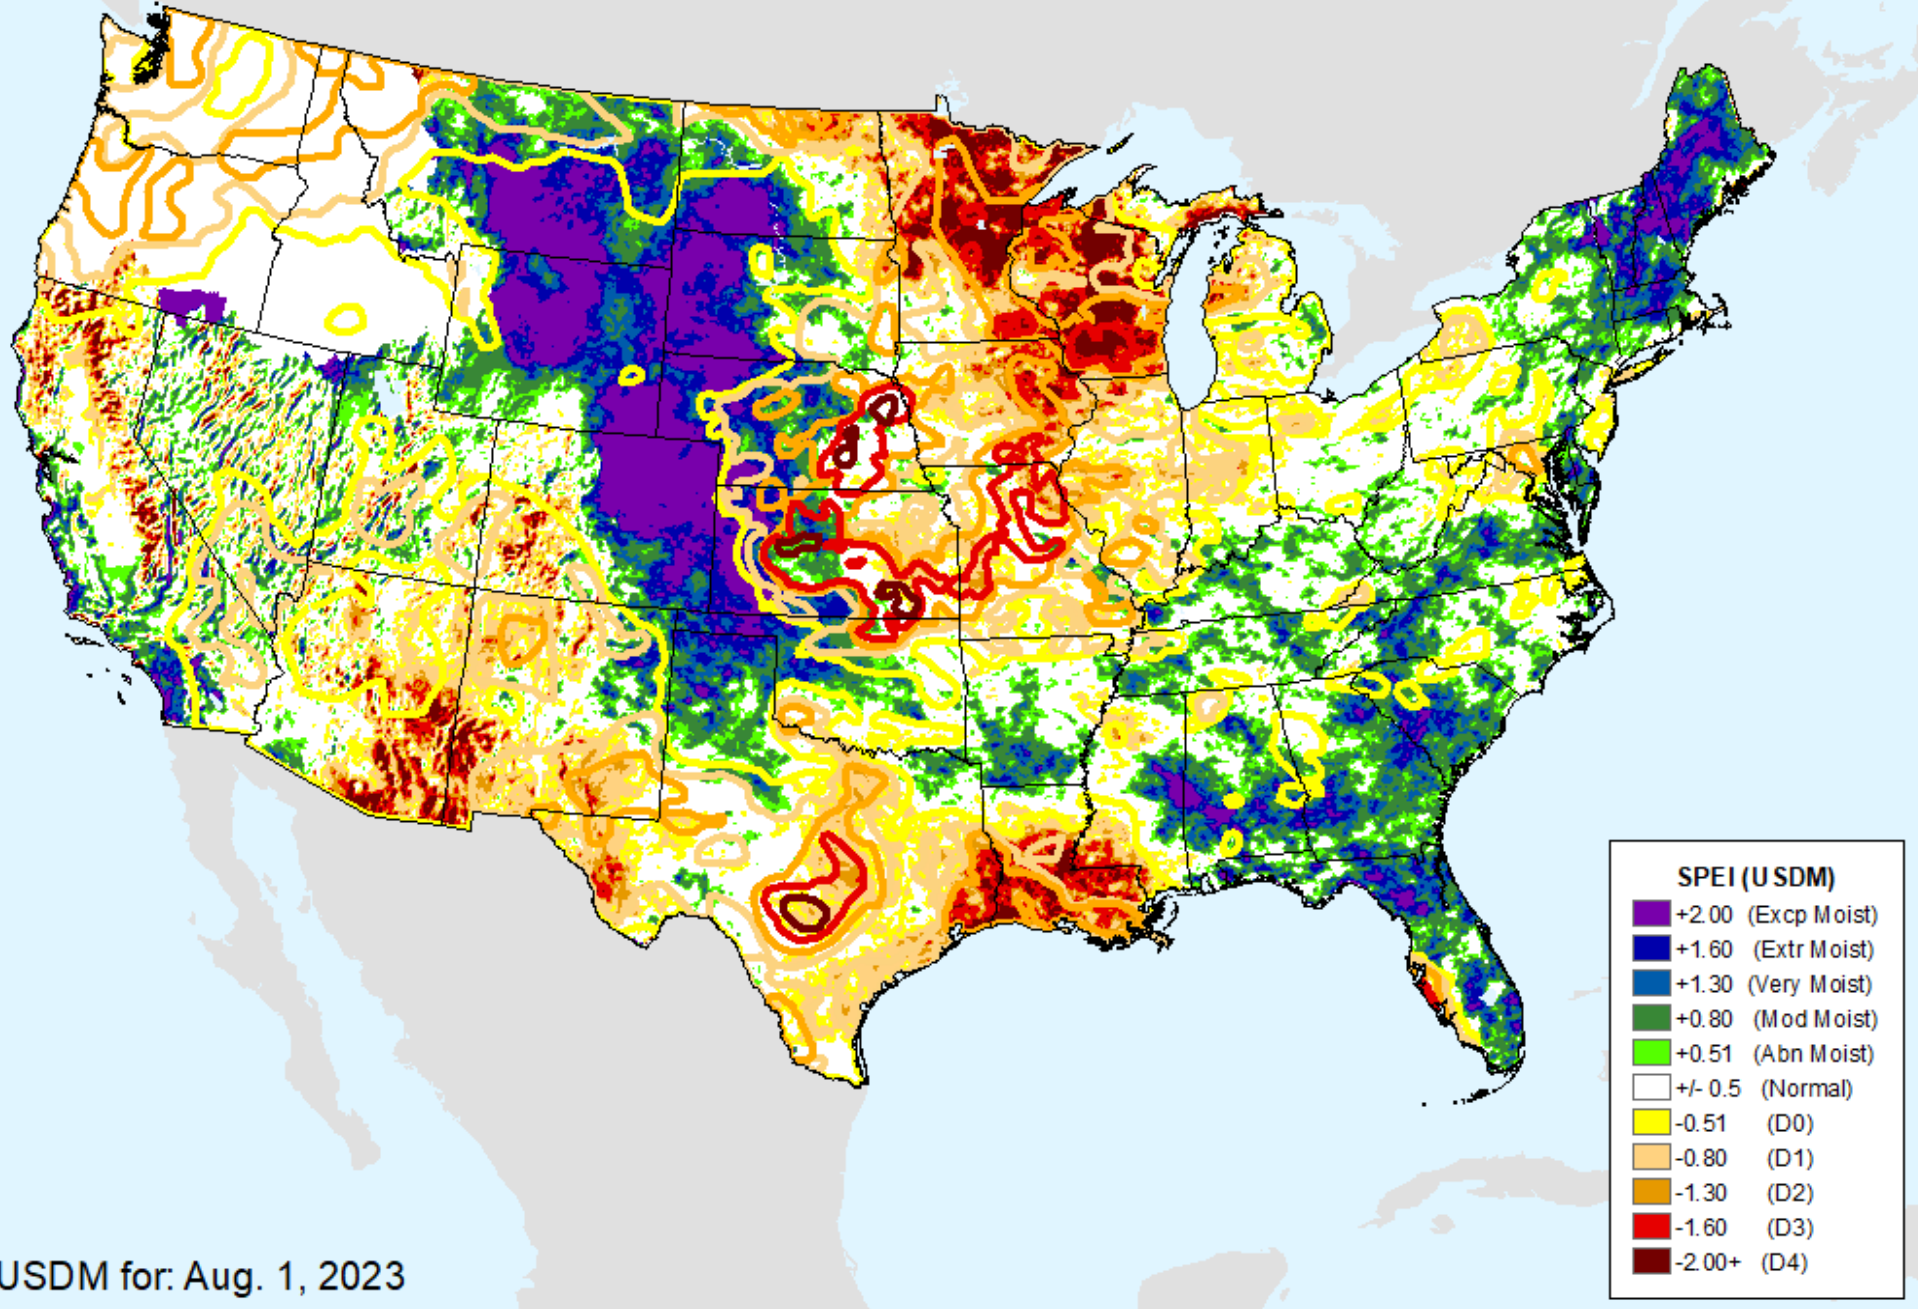 SPEI (USDM)
+2.00 (Excp Moist)
+1.60 (Extr Moist)
+1.30 (Very Moist)
+0.80 (Mod Moist)
+0.51 (Abn Moist)
+/- 0.5 (Normal)
-0.51 (D0)
-0.80 (D1)
-1.30 (D2)
-1.60 (D3)
-2.00+ (D4)
USDM for: Aug. 1, 2023